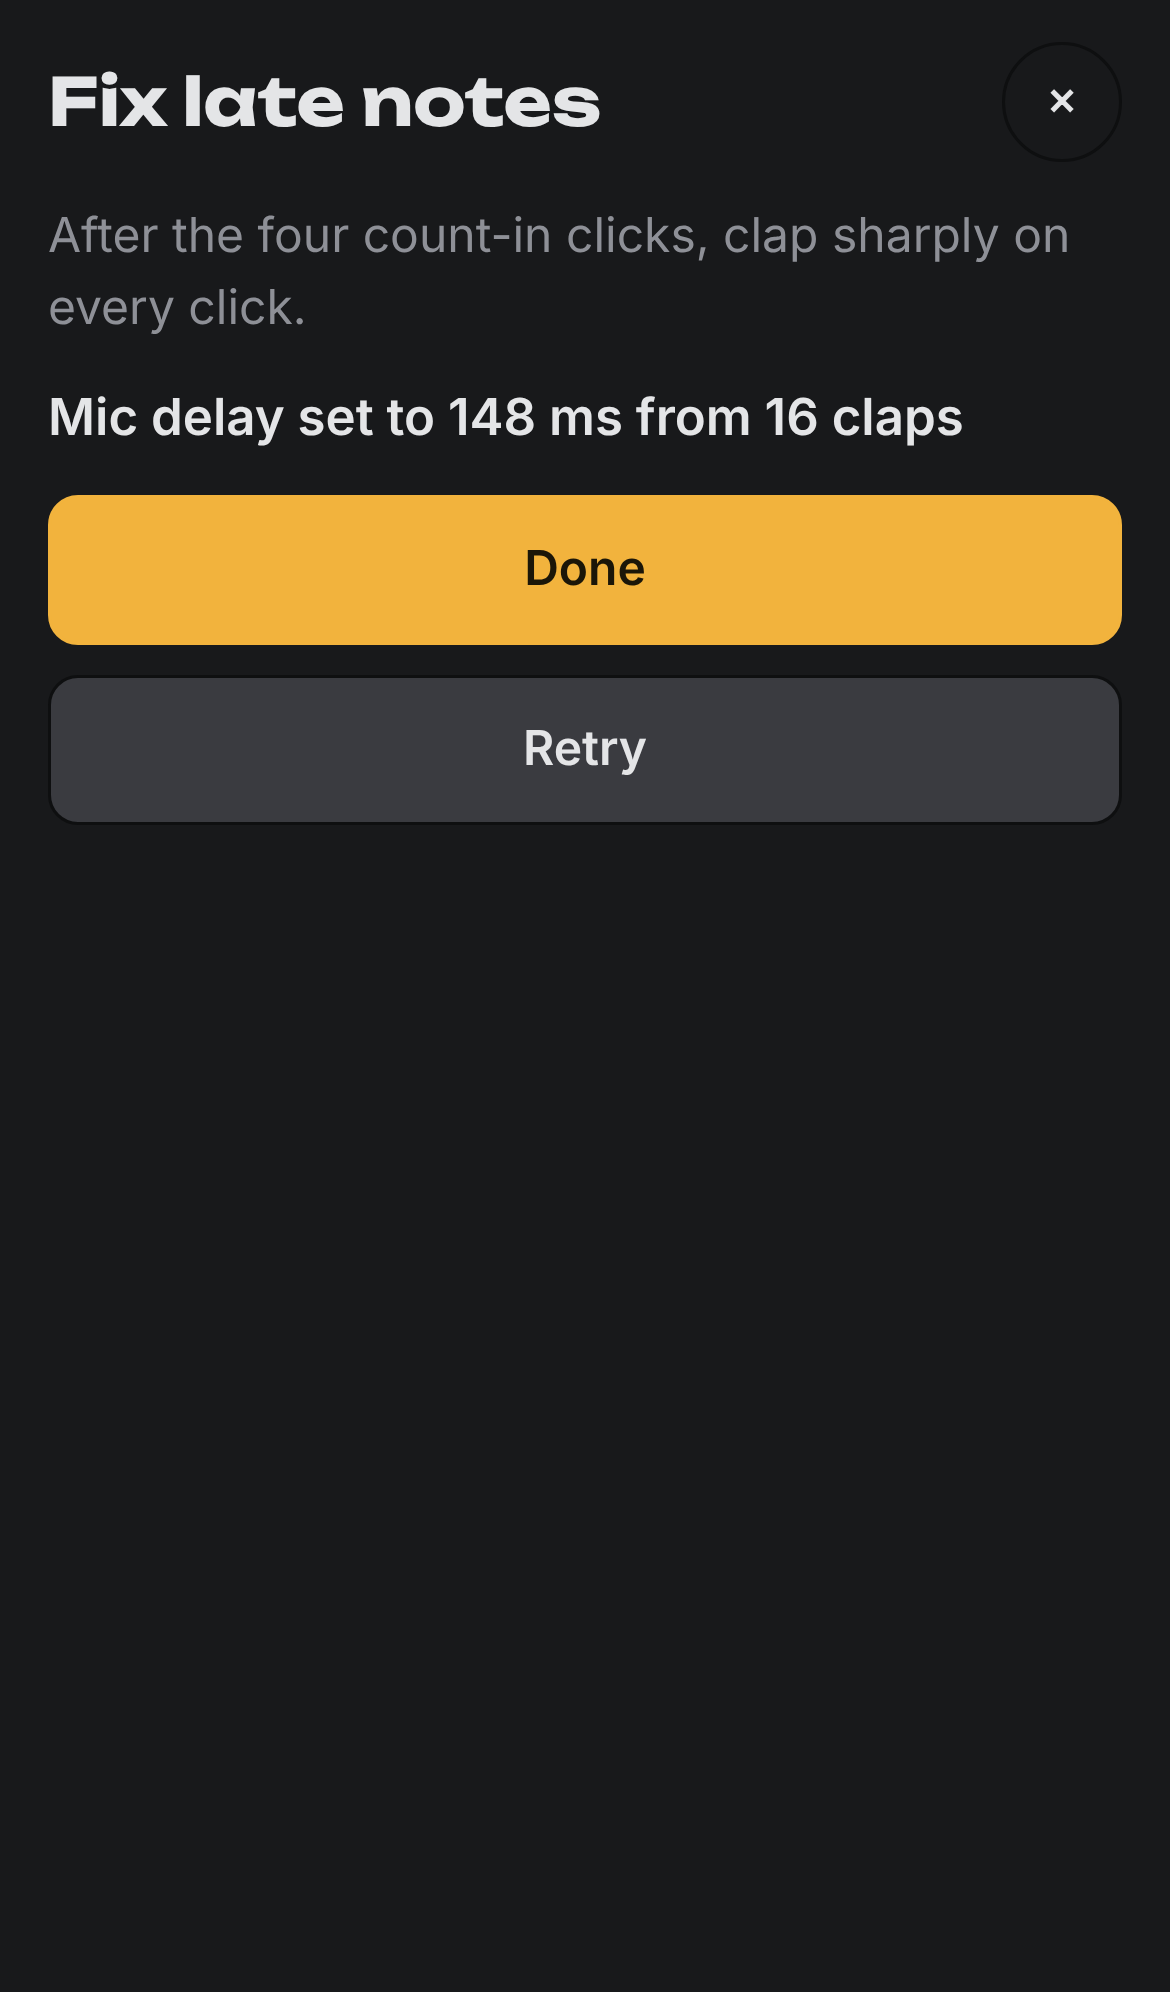 Fix late notes
×
After the four count-in clicks, clap sharply on
every click.
Mic delay set to 148 ms from 16 claps
Done
Retry